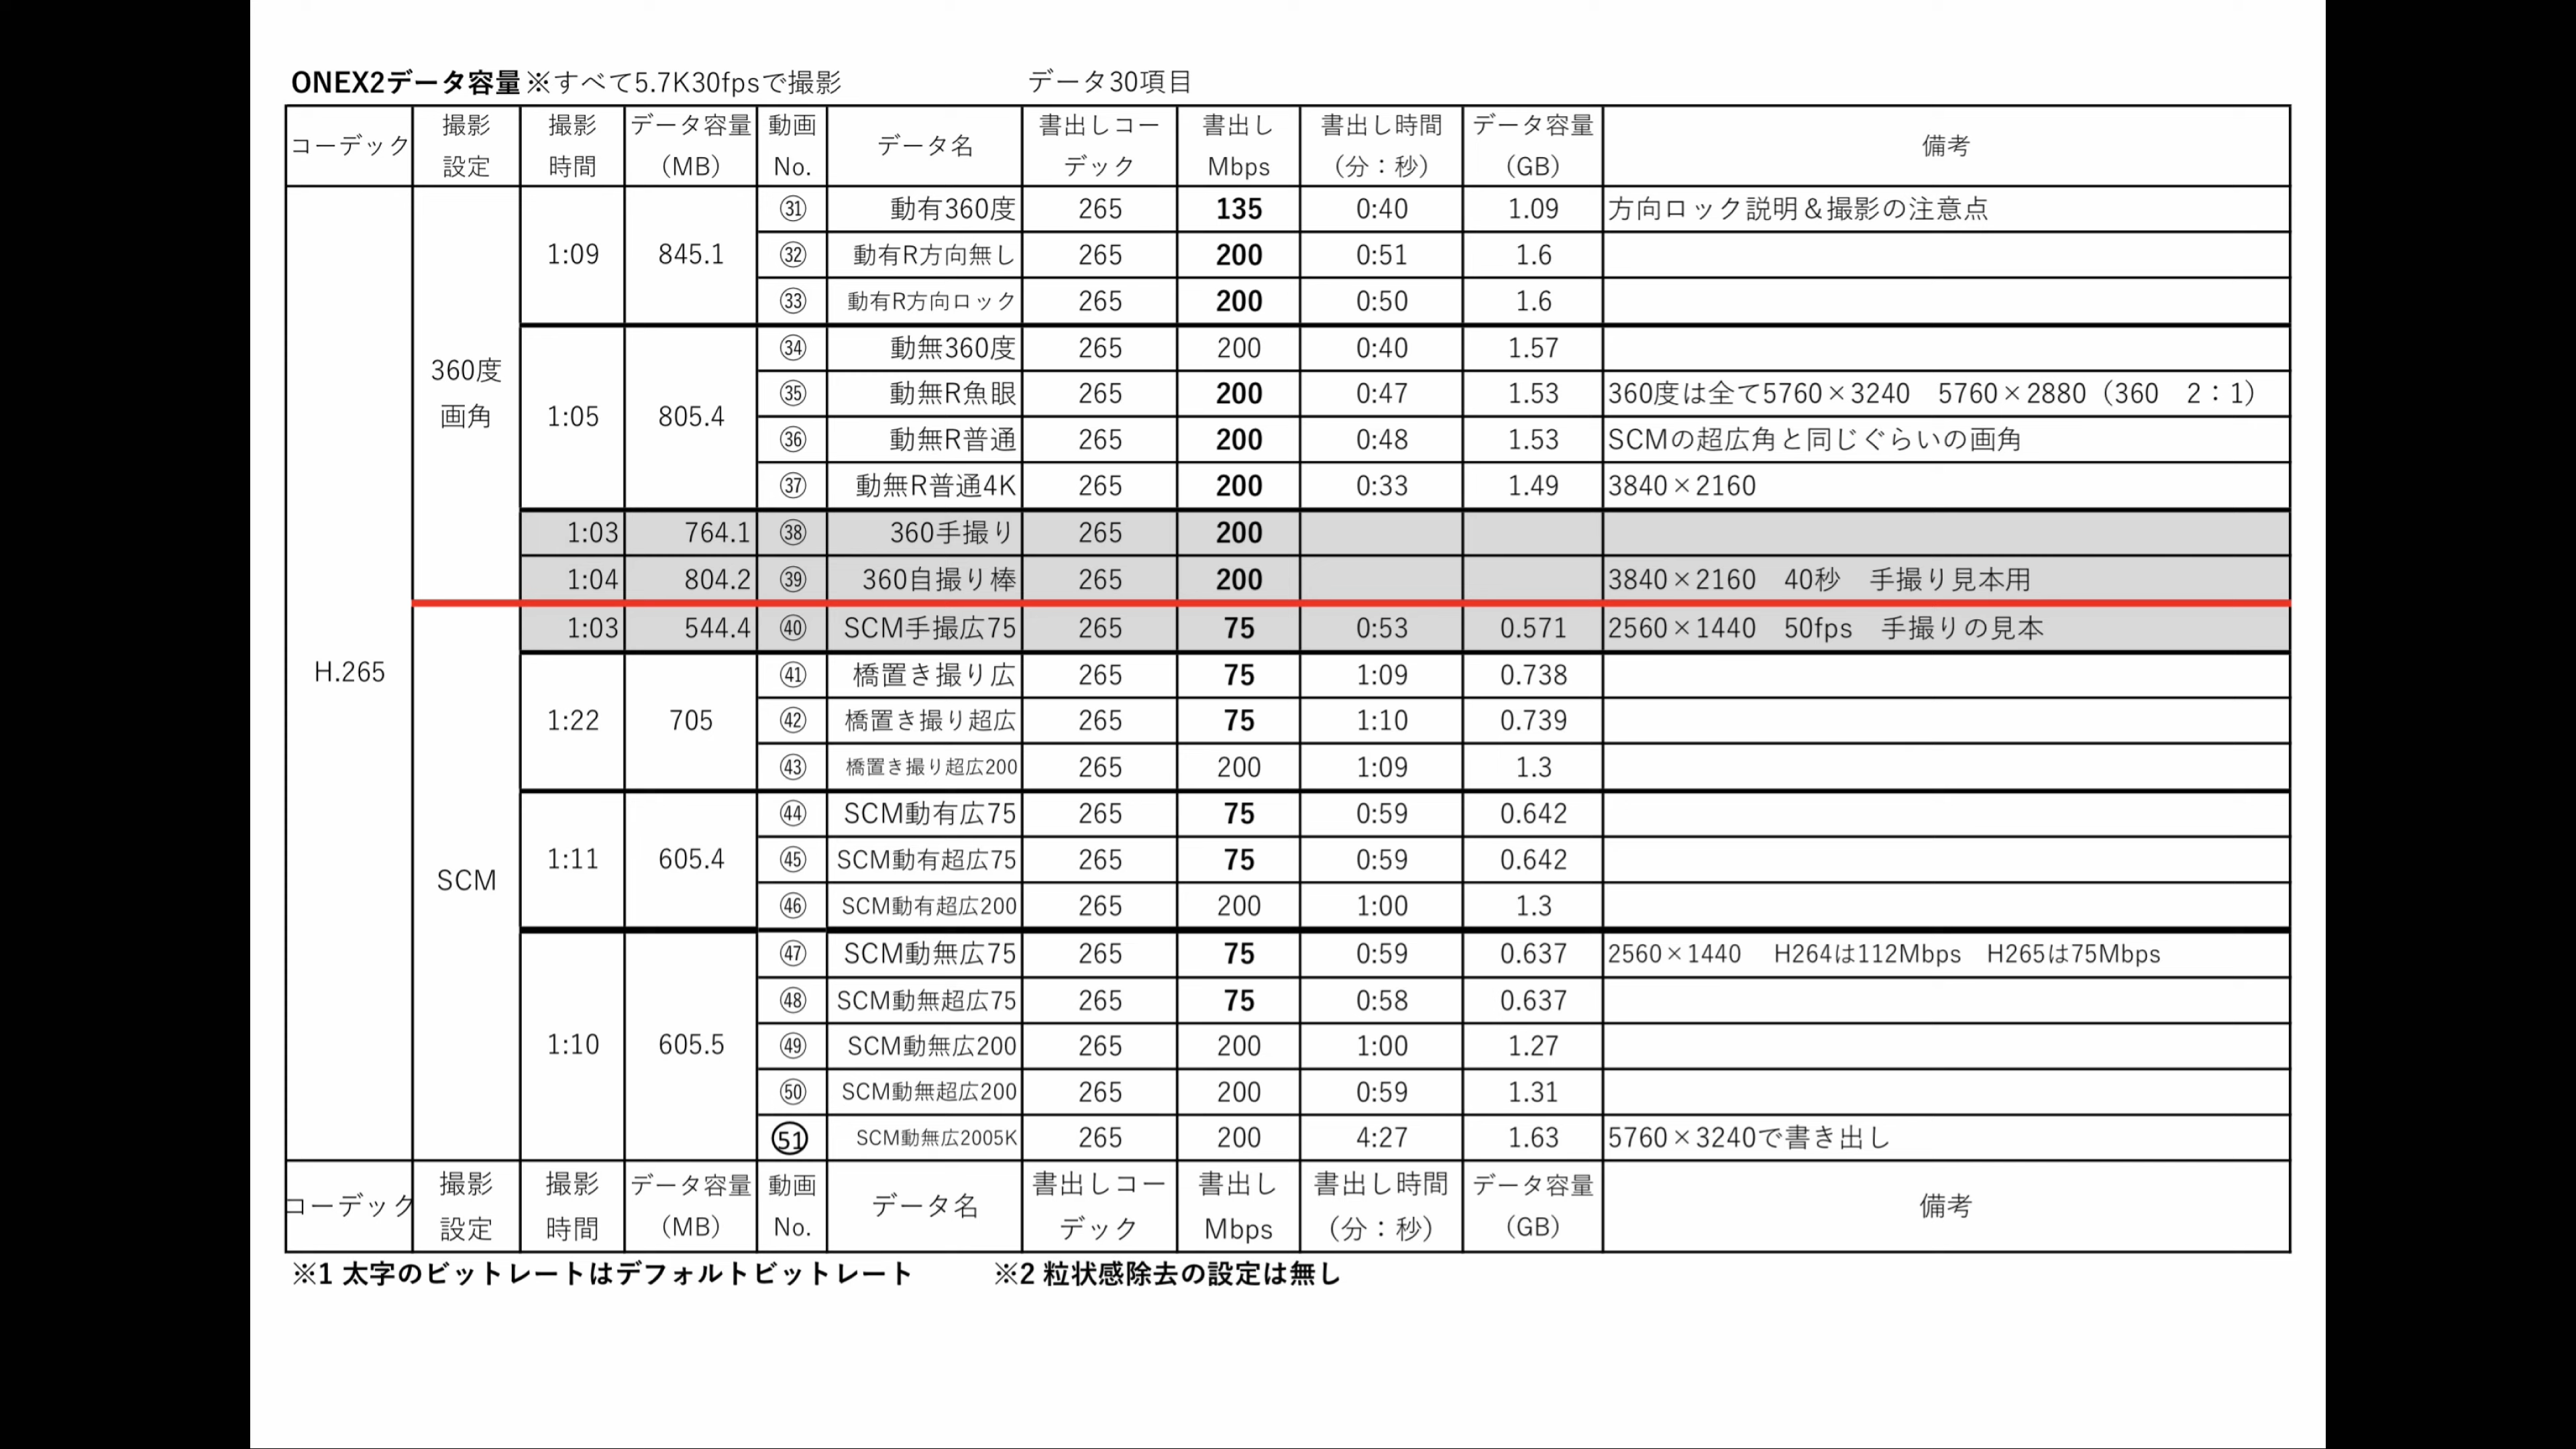 ONEX2データ容量※すべて5.7K30fpsで撮影 データ30項目
コーデック 撮影設定 撮影時間 データ容量（MB） 動画No. データ名 書出しコーデック 書出しMbps 書出し時間（分：秒） データ容量（GB） 備考
H.265 360度画角 1:09 845.1 ㉛ 動有360度 265 135 0:40 1.09 方向ロック説明＆撮影の注意点
㉜ 動有R方向無し 265 200 0:51 1.6
㉝ 動有R方向ロック 265 200 0:50 1.6
1:05 805.4 ㉞ 動無360度 265 200 0:40 1.57
㉟ 動無R魚眼 265 200 0:47 1.53 360度は全て5760×3240 5760×2880（360 2：1）
㊱ 動無R普通 265 200 0:48 1.53 SCMの超広角と同じぐらいの画角
㊲ 動無R普通4K 265 200 0:33 1.49 3840×2160
1:03 764.1 ㊳ 360手撮り 265 200
1:04 804.2 ㊴ 360自撮り棒 265 200 3840×2160 40秒 手撮り見本用
SCM 1:03 544.4 ㊵ SCM手撮広75 265 75 0:53 0.571 2560×1440 50fps 手撮りの見本
1:22 705 ㊶ 橋置き撮り広 265 75 1:09 0.738
㊷ 橋置き撮り超広 265 75 1:10 0.739
㊸ 橋置き撮り超広200 265 200 1:09 1.3
1:11 605.4 ㊹ SCM動有広75 265 75 0:59 0.642
㊺ SCM動有超広75 265 75 0:59 0.642
㊻ SCM動有超広200 265 200 1:00 1.3
1:10 605.5 ㊼ SCM動無広75 265 75 0:59 0.637 2560×1440 H264は112Mbps H265は75Mbps
㊽ SCM動無超広75 265 75 0:58 0.637
㊾ SCM動無広200 265 200 1:00 1.27
㊿ SCM動無超広200 265 200 0:59 1.31
51 SCM動無広2005K 265 200 4:27 1.63 5760×3240で書き出し
コーデック 撮影設定 撮影時間 データ容量（MB） 動画No. データ名 書出しコーデック 書出しMbps 書出し時間（分：秒） データ容量（GB） 備考
※1 太字のビットレートはデフォルトビットレート ※2 粒状感除去の設定は無し